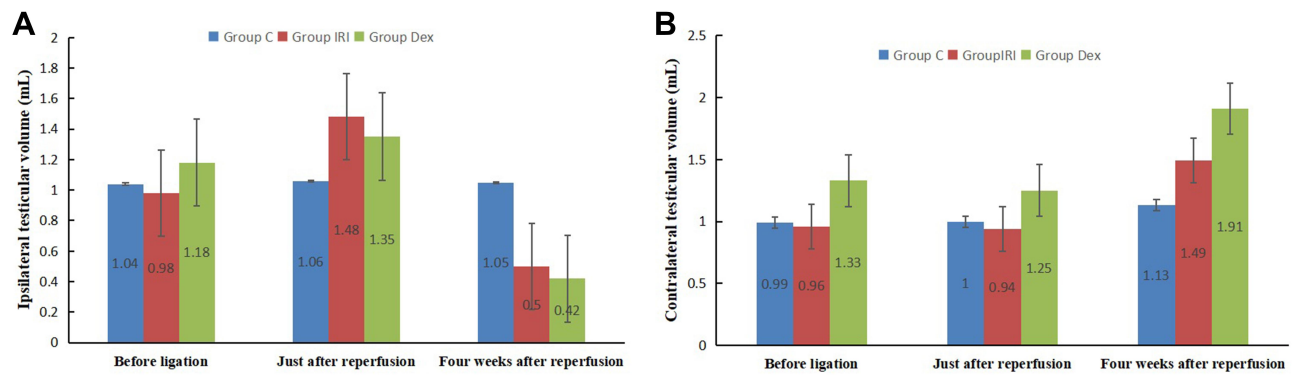 A
Group C Group IRI Group Dex
Ipsilateral testicular volume (mL)
2
1.8
1.6
1.4
1.2
1
0.8
0.6
0.4
0.2
0
1.04 0.98 1.18
1.06 1.48 1.35
1.05 0.5 0.42
Before ligation Just after reperfusion Four weeks after reperfusion
B
Group C GroupIRI Group Dex
Contralateral testicular volume (mL)
2.5
2
1.5
1
0.5
0
0.99 0.96 1.33
1 0.94 1.25
1.13 1.49 1.91
Before ligation Just after reperfusion Four weeks after reperfusion